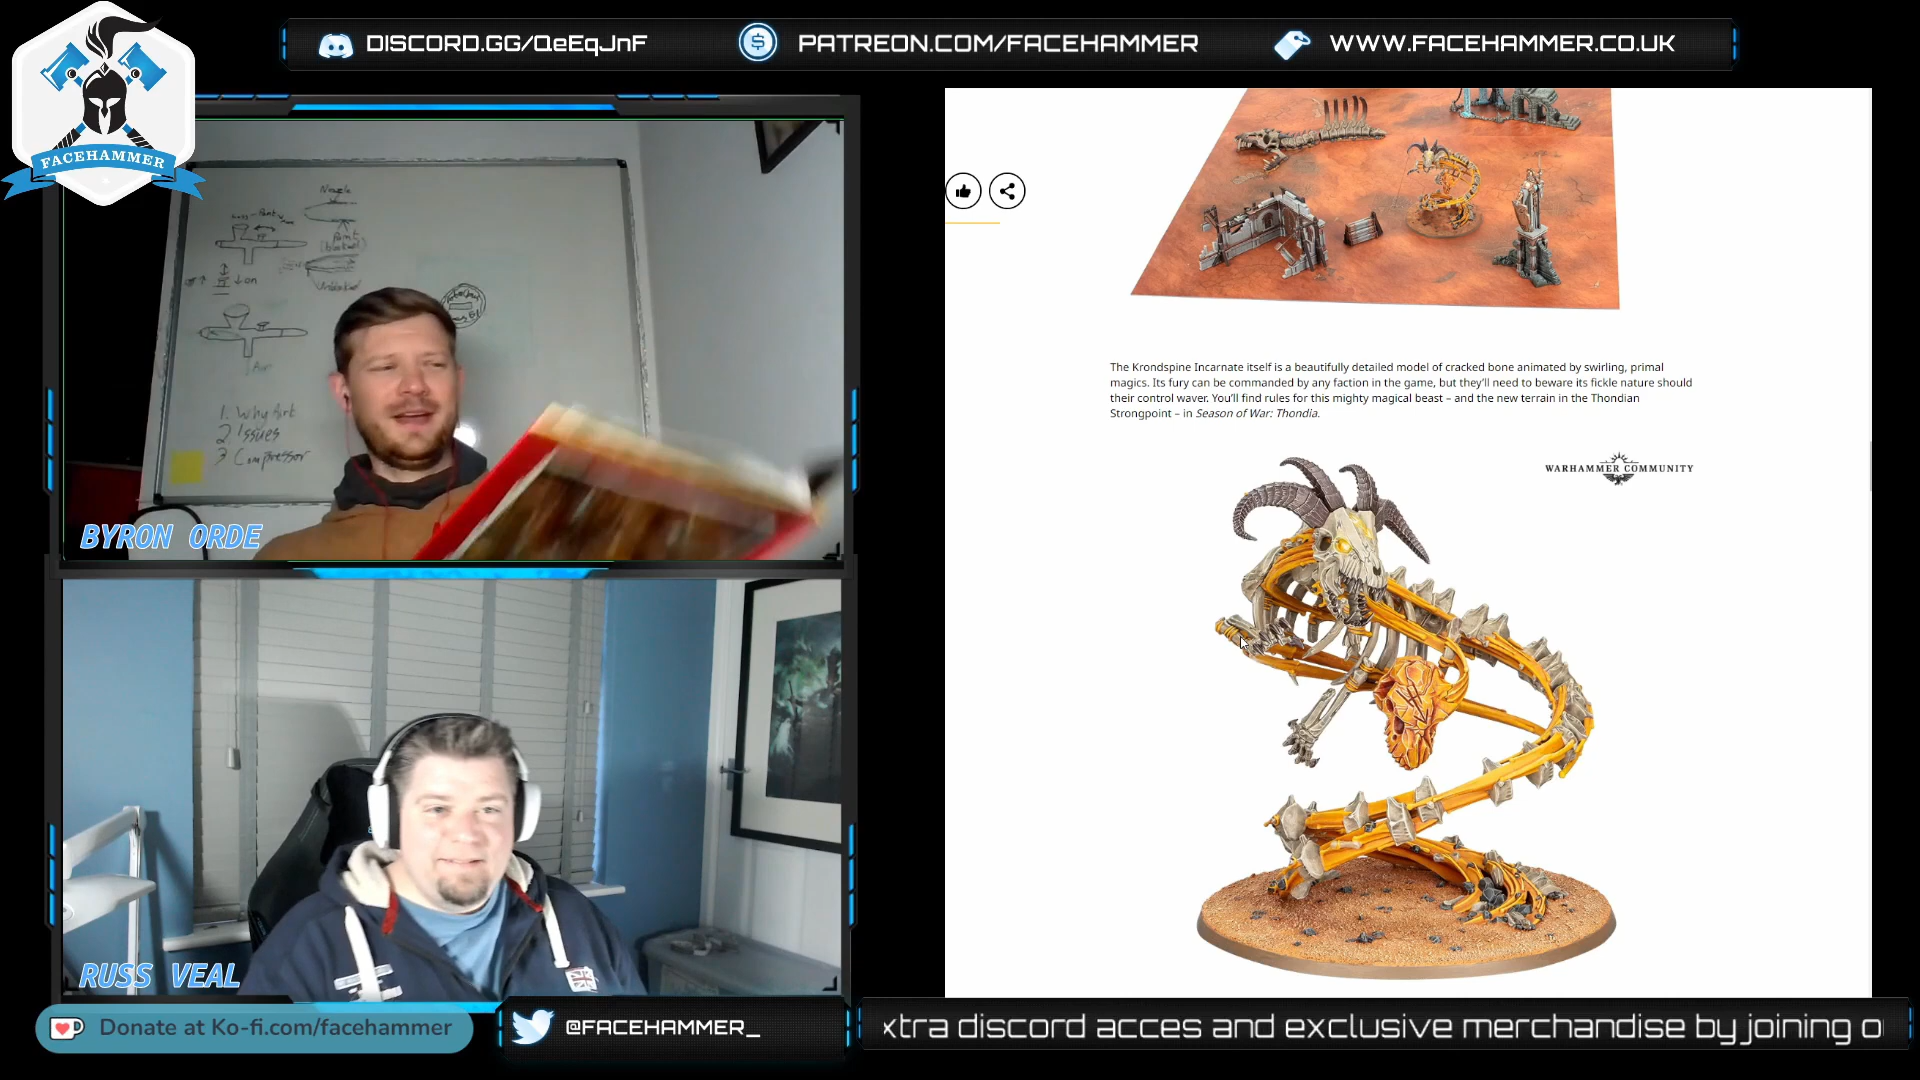 DISCORD.GG/QeEqJnF
PATREON.COM/FACEHAMMER
WWW.FACEHAMMER.CO.UK
FACEHAMMER
Nozzle
Paint
on
Air
1. Why Airb
2 Issues
3 Compressor
BYRON ORDE
RUSS VEAL
The Krondspine Incarnate itself is a beautifully detailed model of cracked bone animated by swirling, primal
magics. Its fury can be commanded by any faction in the game, but they’ll need to beware its fickle nature should
their control waver. You’ll find rules for this mighty magical beast – and the new terrain in the Thondian
Strongpoint – in Season of War: Thondia.
WARHAMMER COMMUNITY
Donate at Ko-fi.com/facehammer
@FACEHAMMER_
xtra discord acces and exclusive merchandise by joining o